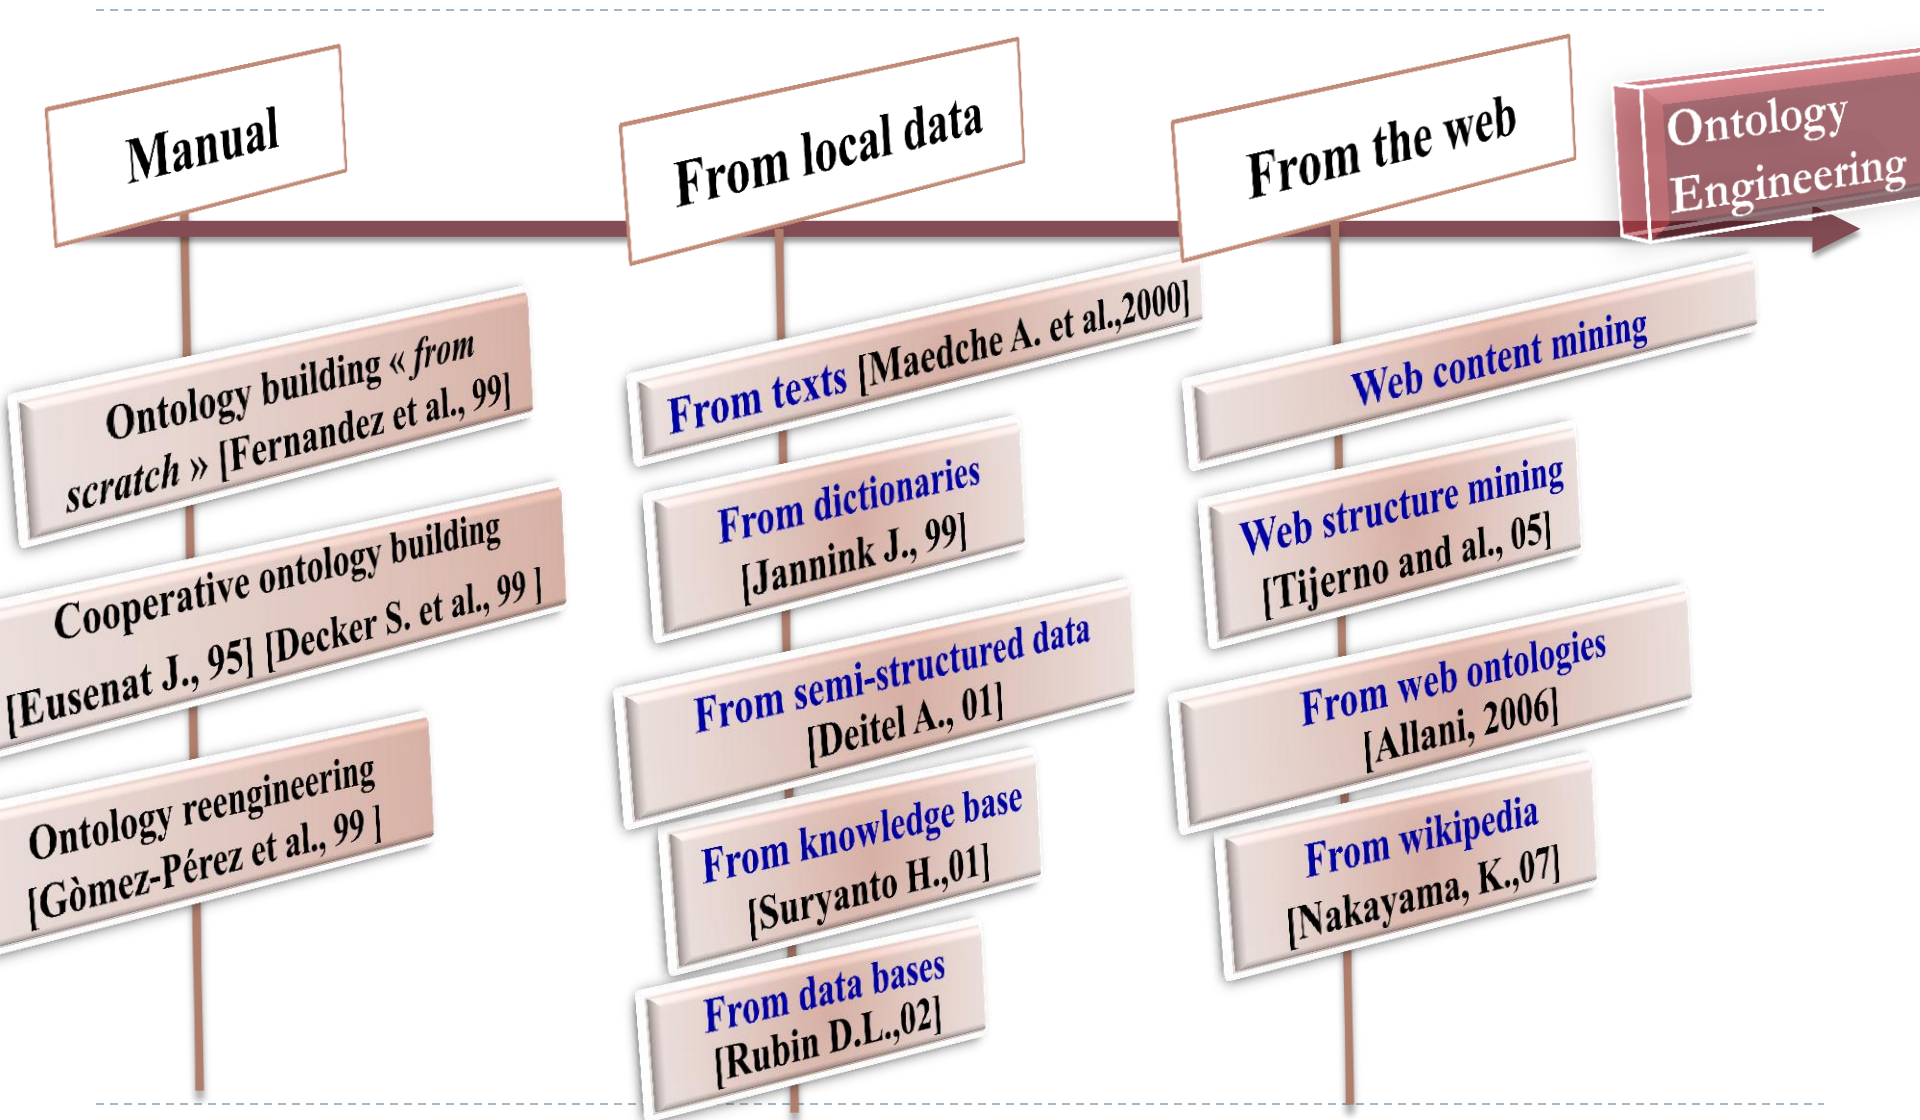 Manual
Ontology building « from
scratch » [Fernandez et al., 99]
Cooperative ontology building
[Eusenat J., 95] [Decker S. et al., 99 ]
Ontology reengineering
[Gòmez-Pérez et al., 99 ]
From local data
From texts [Maedche A. et al.,2000]
From dictionaries
[Jannink J., 99]
From semi-structured data
[Deitel A., 01]
From knowledge base
[Suryanto H.,01]
From data bases
[Rubin D.L.,02]
From the web
Web content mining
Web structure mining
[Tijerno and al., 05]
From web ontologies
[Allani, 2006]
From wikipedia
[Nakayama, K.,07]
Ontology
Engineering